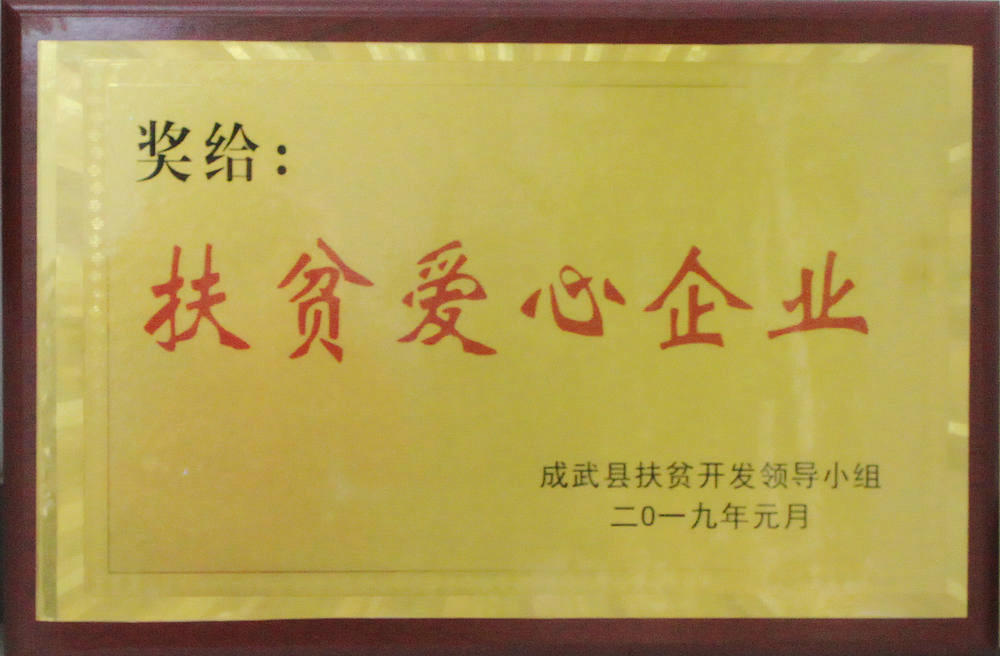 奖给：
扶贫爱心企业
成武县扶贫开发领导小组
二0一九年元月